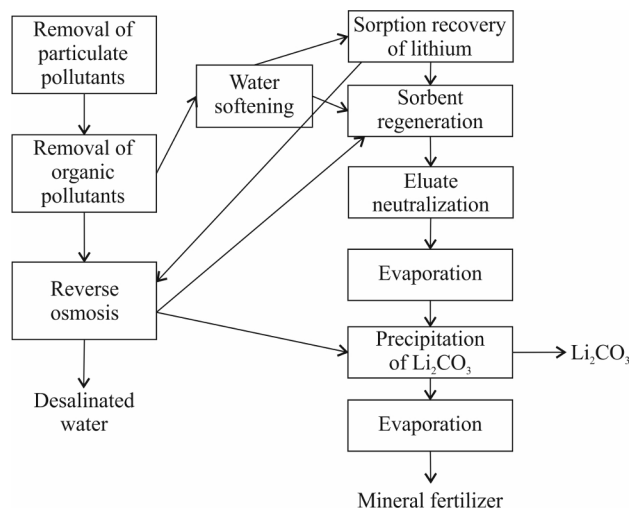 Removal of
particulate
pollutants
Removal of
organic
pollutants
Reverse
osmosis
Desalinated
water
Water
softening
Sorption recovery
of lithium
Sorbent
regeneration
Eluate
neutralization
Evaporation
Precipitation
of Li₂CO₃
Li₂CO₃
Evaporation
Mineral fertilizer